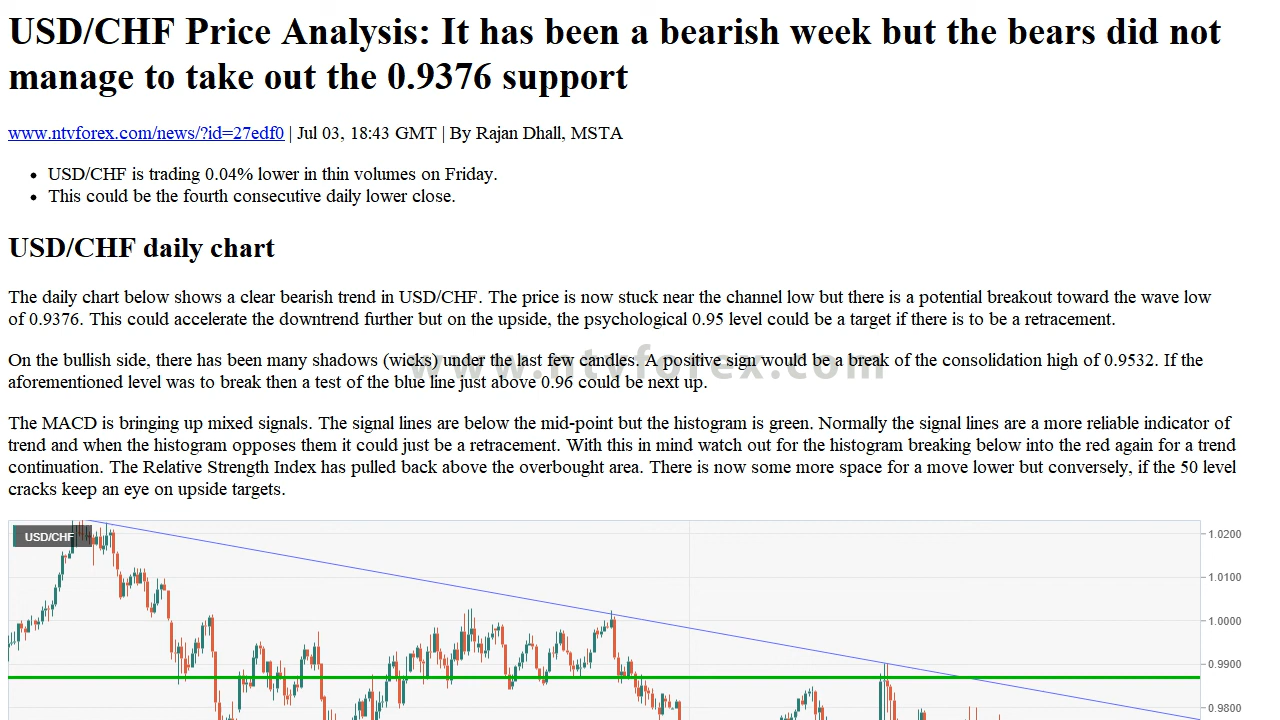 USD/CHF Price Analysis: It has been a bearish week but the bears did not
manage to take out the 0.9376 support
www.ntvforex.com/news/?id=27edf0 | Jul 03, 18:43 GMT | By Rajan Dhall, MSTA
• USD/CHF is trading 0.04% lower in thin volumes on Friday.
• This could be the fourth consecutive daily lower close.
USD/CHF daily chart
The daily chart below shows a clear bearish trend in USD/CHF. The price is now stuck near the channel low but there is a potential breakout toward the wave low
of 0.9376. This could accelerate the downtrend further but on the upside, the psychological 0.95 level could be a target if there is to be a retracement.
On the bullish side, there has been many shadows (wicks) under the last few candles. A positive sign would be a break of the consolidation high of 0.9532. If the
www.ntvforex.com
aforementioned level was to break then a test of the blue line just above 0.96 could be next up.
The MACD is bringing up mixed signals. The signal lines are below the mid-point but the histogram is green. Normally the signal lines are a more reliable indicator of
trend and when the histogram opposes them it could just be a retracement. With this in mind watch out for the histogram breaking below into the red again for a trend
continuation. The Relative Strength Index has pulled back above the overbought area. There is now some more space for a move lower but conversely, if the 50 level
cracks keep an eye on upside targets.
USD/CHF
1.0200
1.0100
1.0000
0.9900
0.9800